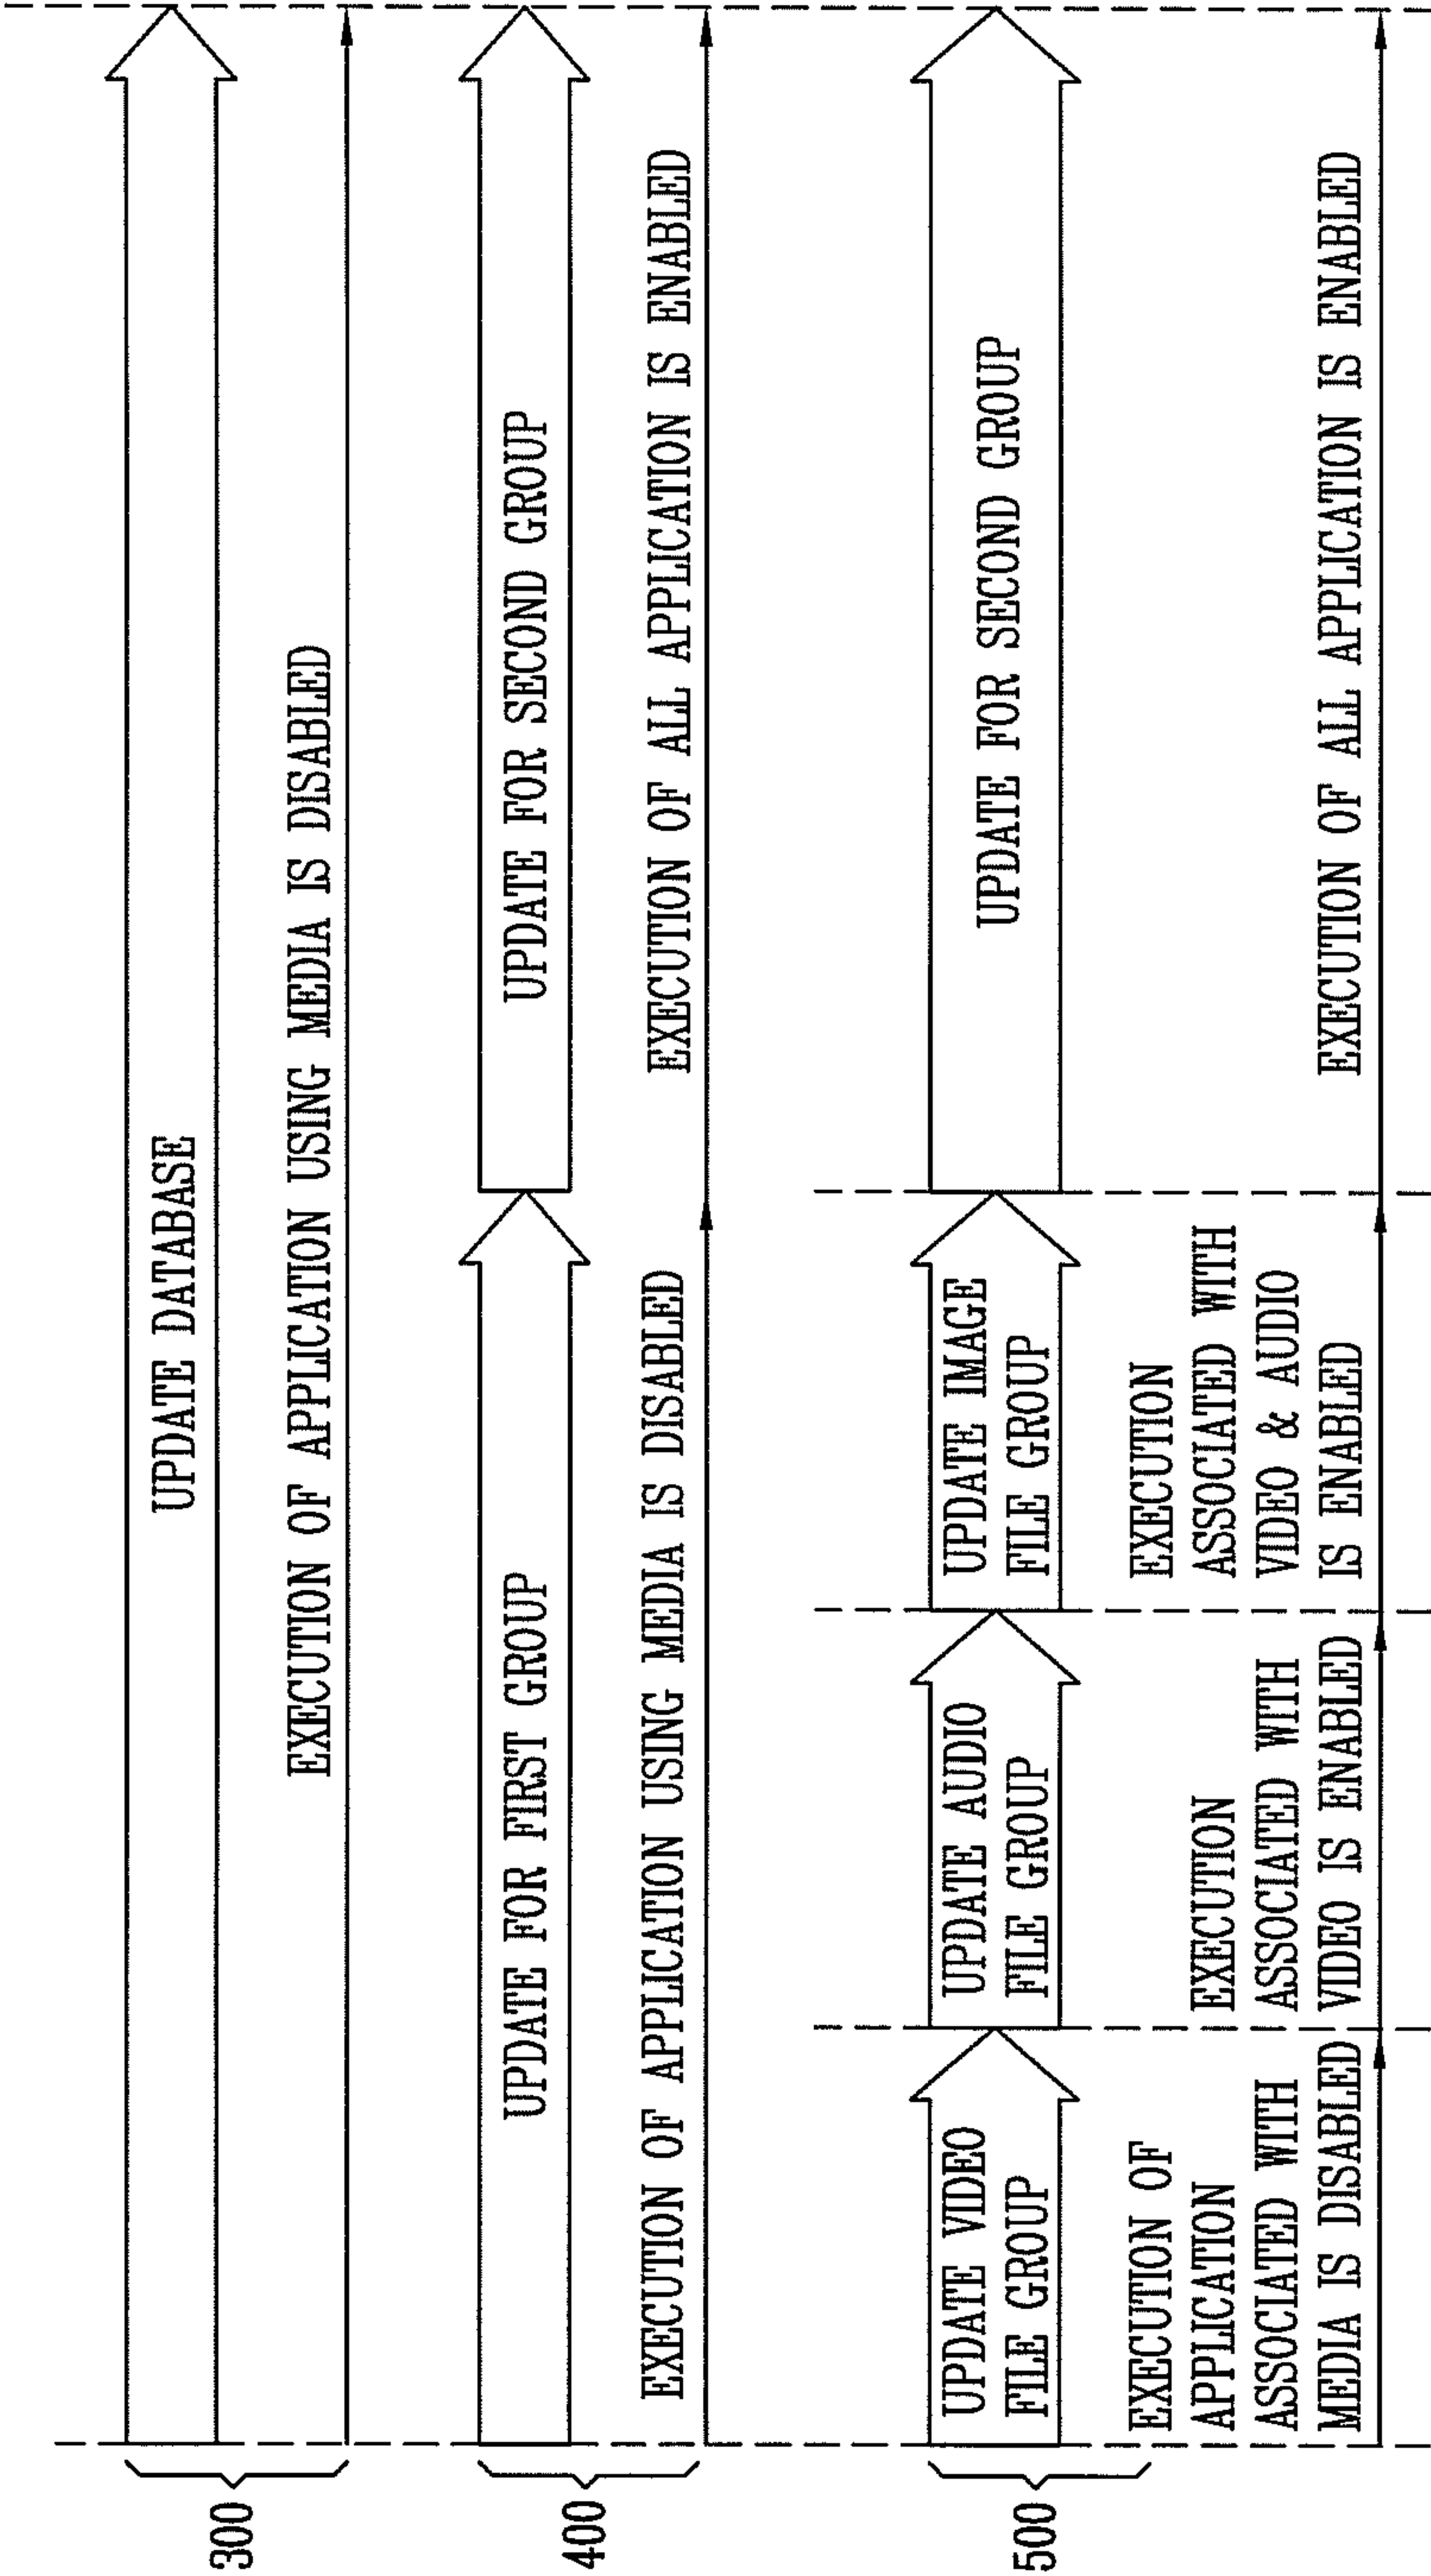 300
UPDATE DATABASE
EXECUTION OF APPLICATION USING MEDIA IS DISABLED
400
UPDATE FOR FIRST GROUP
UPDATE FOR SECOND GROUP
EXECUTION OF APPLICATION USING MEDIA IS DISABLED
EXECUTION OF ALL APPLICATION IS ENABLED
500
UPDATE VIDEO
FILE GROUP
UPDATE AUDIO
FILE GROUP
UPDATE IMAGE
FILE GROUP
UPDATE FOR SECOND GROUP
EXECUTION OF
APPLICATION
ASSOCIATED WITH
MEDIA IS DISABLED
EXECUTION
ASSOCIATED WITH
VIDEO IS ENABLED
EXECUTION
ASSOCIATED WITH
VIDEO & AUDIO
IS ENABLED
EXECUTION OF ALL APPLICATION IS ENABLED